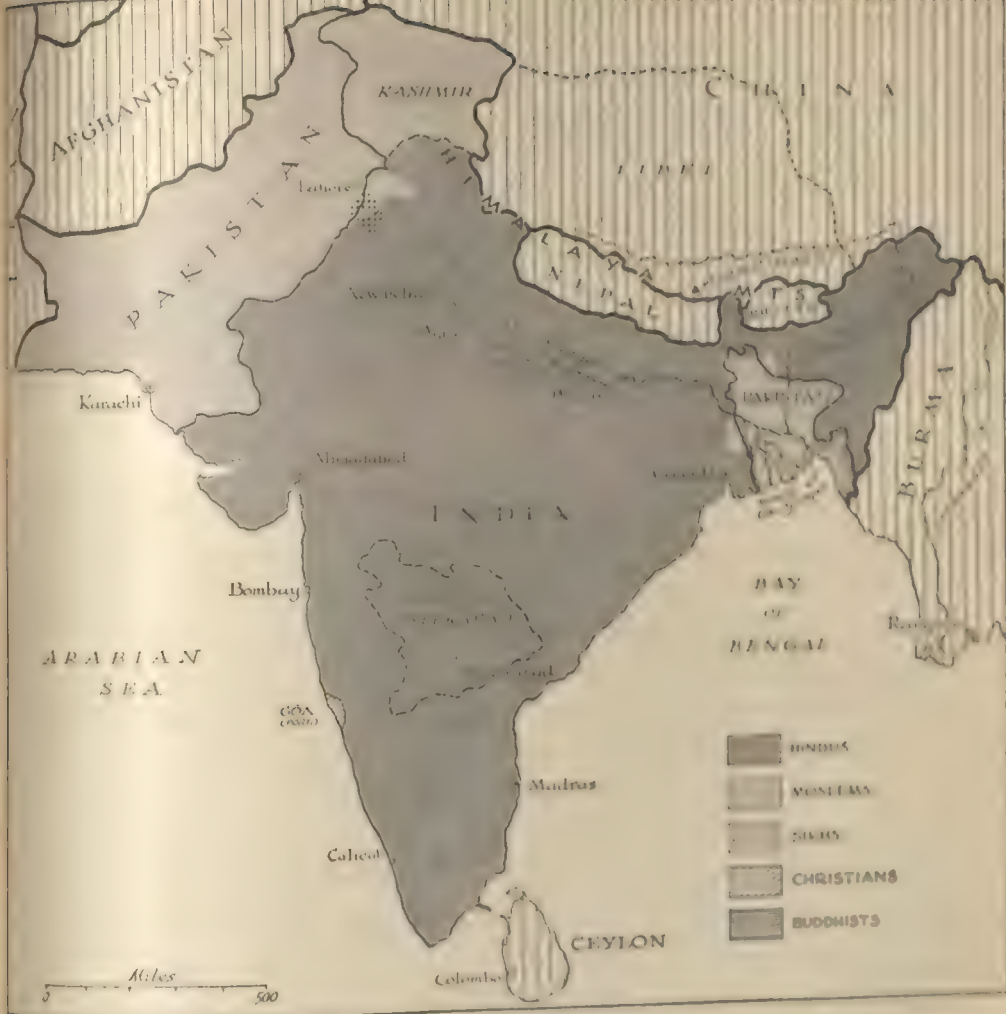 AFGHANISTAN
KASHMIR
CHINA
TIBET
PAKISTAN
Lahore
HIMALAYA MTS
NEPAL
Karachi
PAKISTAN
BURMA
INDIA
Bombay
BAY
OF
BENGAL
ARABIAN
SEA
GOA
Madras
Calicut
CEYLON
Colombo
HINDUS
MOSLEMS
SIKHS
CHRISTIANS
BUDDHISTS
Miles
0 500